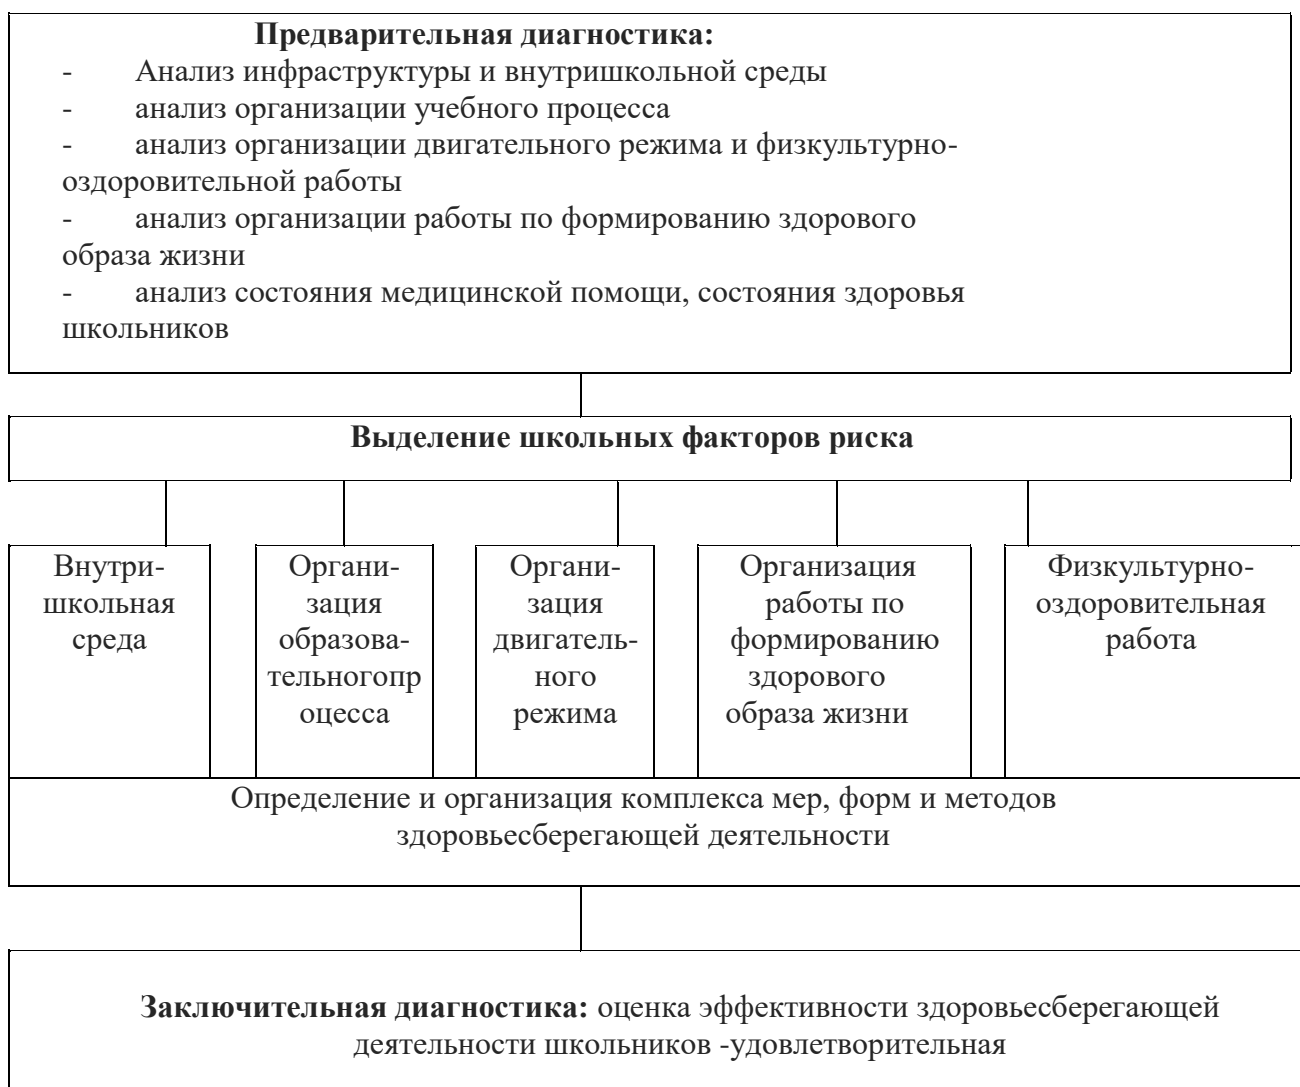 Предварительная диагностика:
- Анализ инфраструктуры и внутришкольной среды
- анализ организации учебного процесса
- анализ организации двигательного режима и физкультурно-
оздоровительной работы
- анализ организации работы по формированию здорового
образа жизни
- анализ состояния медицинской помощи, состояния здоровья
школьников
Выделение школьных факторов риска
Внутри-
школьная
среда
Органи-
зация
образова-
тельногопр
оцесса
Органи-
зация
двигатель-
ного
режима
Организация
работы по
формированию
здорового
образа жизни
Физкультурно-
оздоровительная
работа
Определение и организация комплекса мер, форм и методов
здоровьесберегающей деятельности
Заключительная диагностика: оценка эффективности здоровьесберегающей
деятельности школьников -удовлетворительная